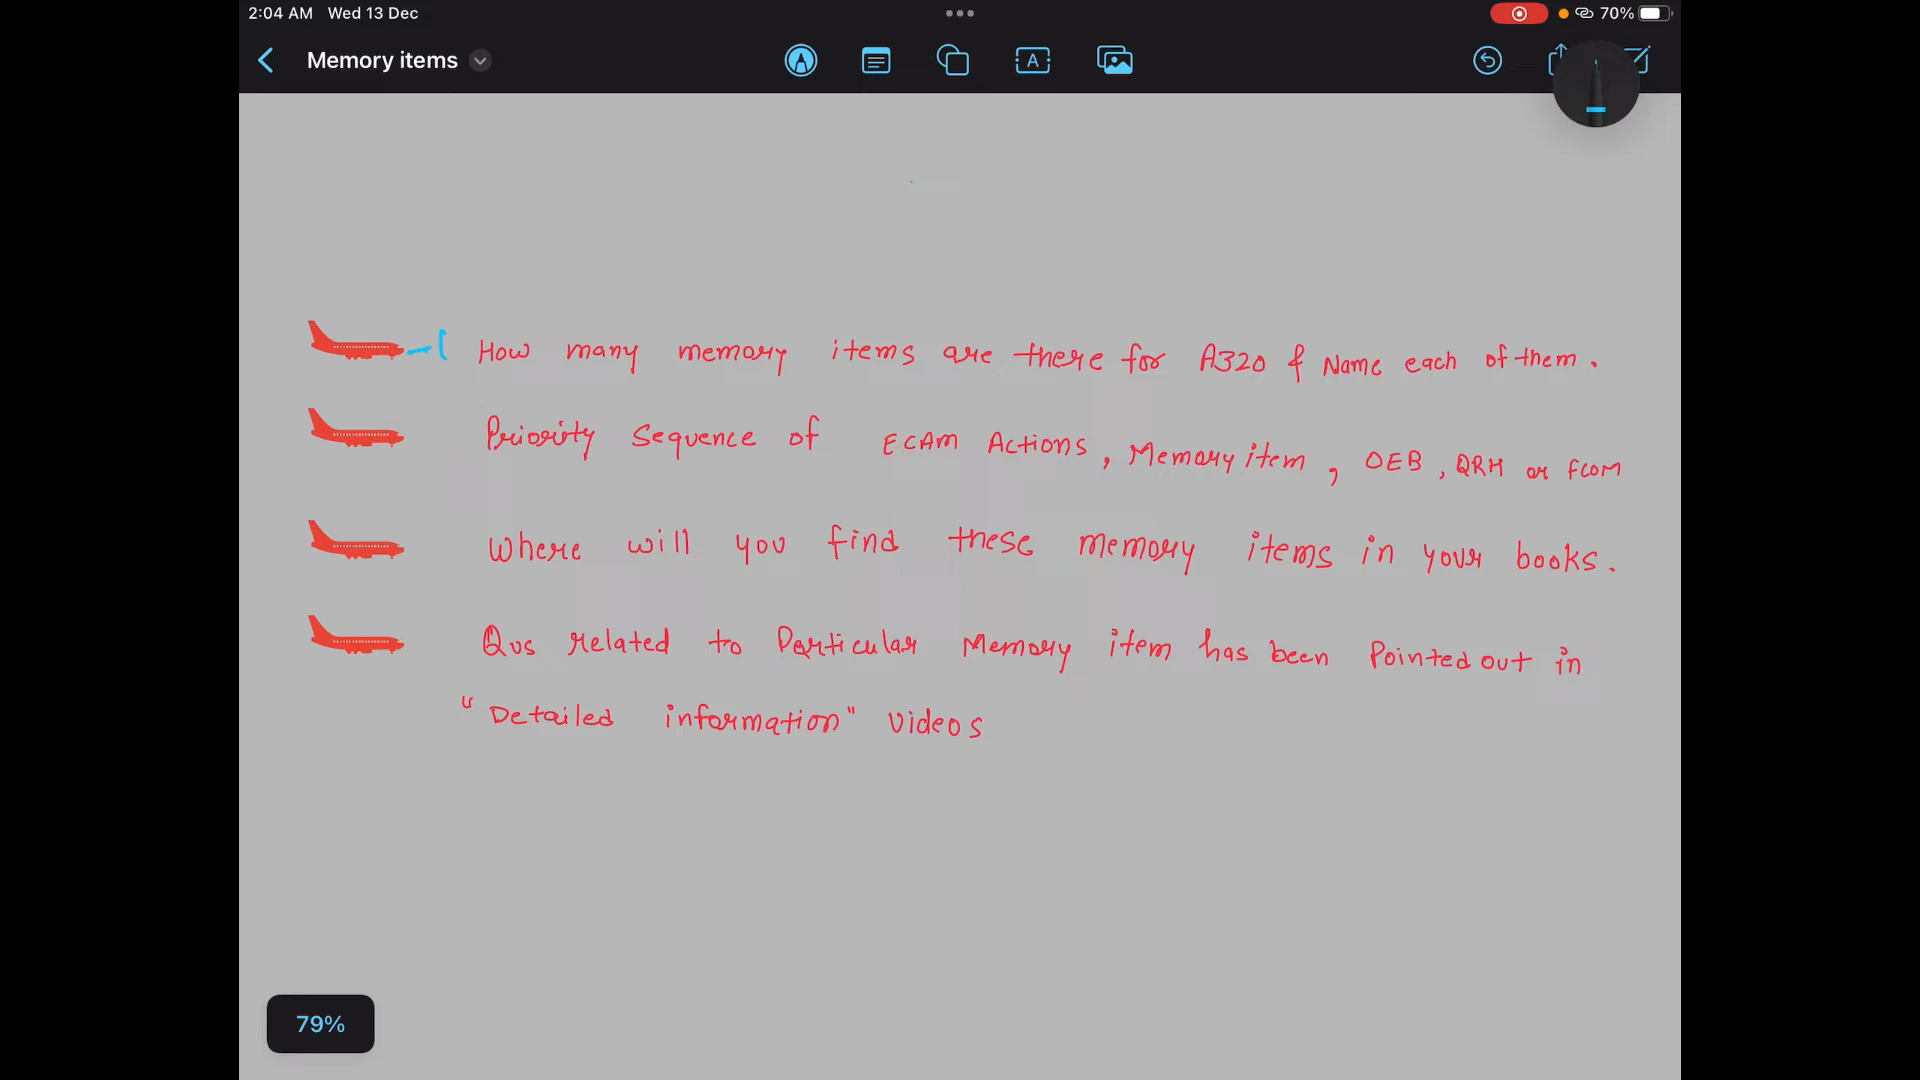 2:04 AM Wed 13 Dec
70%
Memory items
A
How many memory items are there for A320 & Name each of them.
Priority Sequence of ECAM Actions, Memory item, OEB, QRH or FCOM
Where will you find these memory items in your books.
Qus related to Particular Memory item has been Pointed out in
"Detailed information" videos
79%